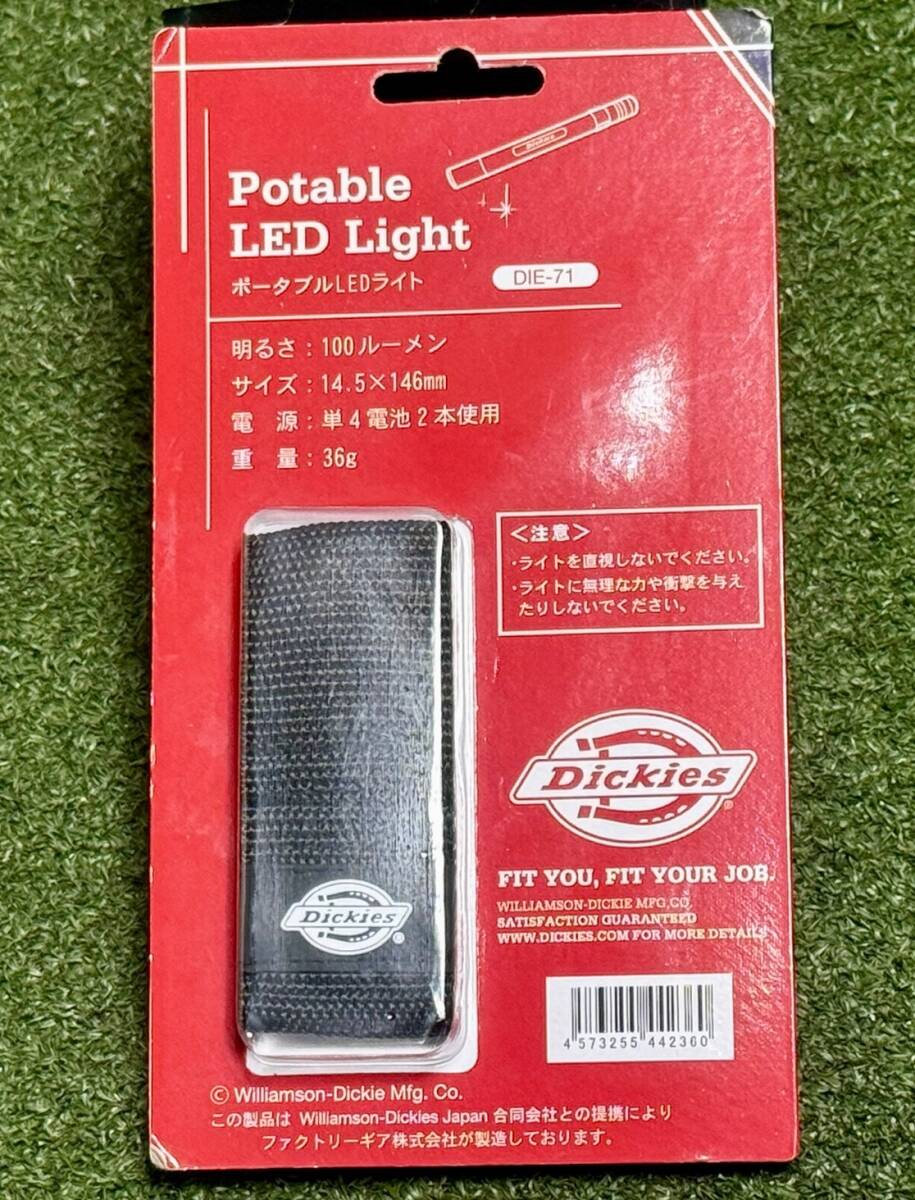 Potable
LED Light
ポータブルLEDライト
DIE-71
明るさ：100ルーメン
サイズ：14.5×146mm
電　源：単4電池2本使用
重　量：36g
＜注意＞
・ライトを直視しないでください。
・ライトに無理な力や衝撃を与え
たりしないでください。
Dickies®
FIT YOU, FIT YOUR JOB.
WILLIAMSON-DICKIE MFG,CO.
SATISFACTION GUARANTEED
WWW.DICKIES.COM FOR MORE DETAILS
Dickies®
4 573255 442360
© Williamson-Dickie Mfg. Co.
この製品は Williamson-Dickies Japan 合同会社との提携により
ファクトリーギア株式会社が製造しております。